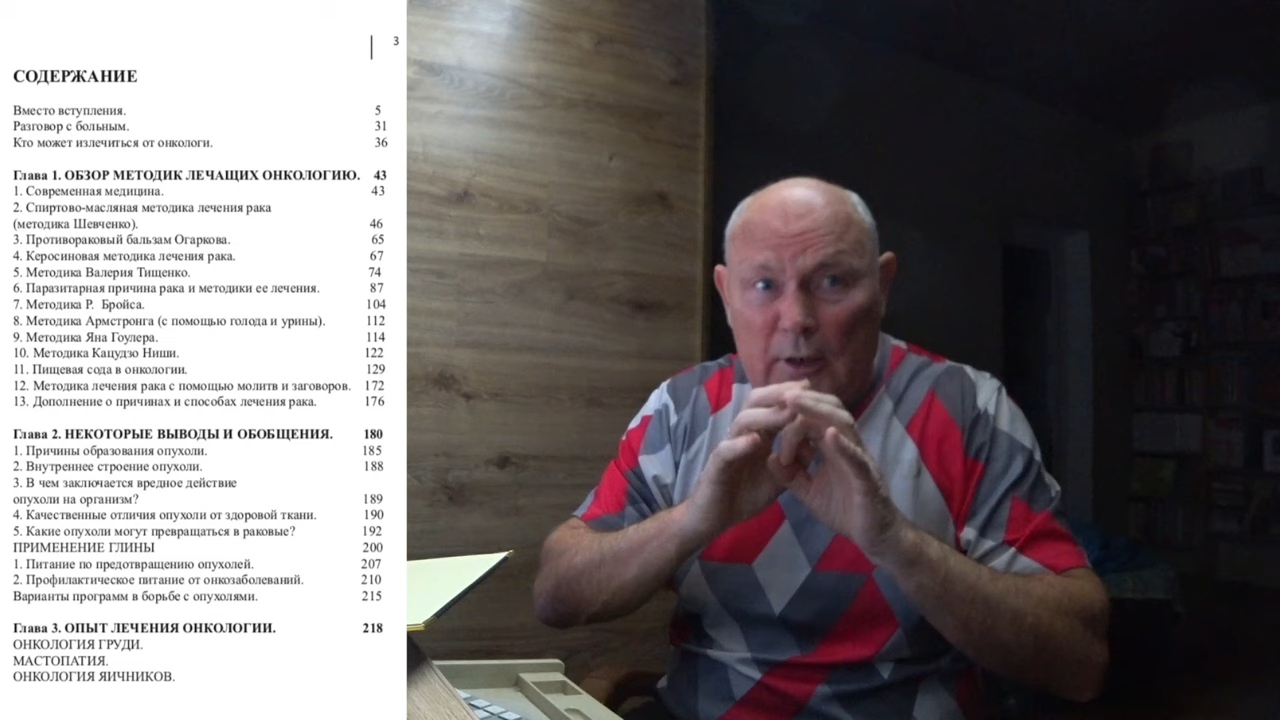 3
СОДЕРЖАНИЕ
Вместо вступления. 5
Разговор с больным. 31
Кто может излечиться от онкологи. 36
Глава 1. ОБЗОР МЕТОДИК ЛЕЧАЩИХ ОНКОЛОГИЮ. 43
1. Современная медицина. 43
2. Спиртово-масляная методика лечения рака
(методика Шевченко). 46
3. Противораковый бальзам Огаркова. 65
4. Керосиновая методика лечения рака. 67
5. Методика Валерия Тищенко. 74
6. Паразитарная причина рака и методики ее лечения. 87
7. Методика Р. Бройса. 104
8. Методика Армстронга (с помощью голода и урины). 112
9. Методика Яна Гоулера. 114
10. Методика Кацудзо Ниши. 122
11. Пищевая сода в онкологии. 129
12. Методика лечения рака с помощью молитв и заговоров. 172
13. Дополнение о причинах и способах лечения рака. 176
Глава 2. НЕКОТОРЫЕ ВЫВОДЫ И ОБОБЩЕНИЯ. 180
1. Причины образования опухоли. 185
2. Внутреннее строение опухоли. 188
3. В чем заключается вредное действие
опухоли на организм? 189
4. Качественные отличия опухоли от здоровой ткани. 190
5. Какие опухоли могут превращаться в раковые? 192
ПРИМЕНЕНИЕ ГЛИНЫ 200
1. Питание по предотвращению опухолей. 207
2. Профилактическое питание от онкозаболеваний. 210
Варианты программ в борьбе с опухолями. 215
Глава 3. ОПЫТ ЛЕЧЕНИЯ ОНКОЛОГИИ. 218
ОНКОЛОГИЯ ГРУДИ.
МАСТОПАТИЯ.
ОНКОЛОГИЯ ЯИЧНИКОВ.